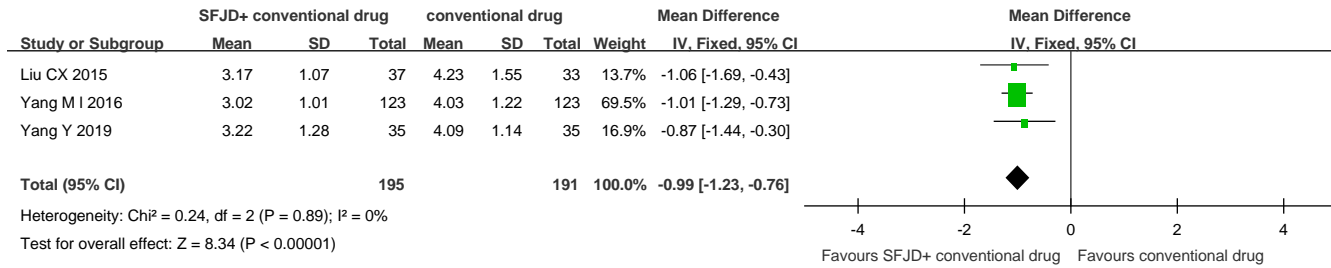 SFJD+ conventional drug conventional drug Mean Difference Mean Difference
Study or Subgroup Mean SD Total Mean SD Total Weight IV, Fixed, 95% CI IV, Fixed, 95% CI
Liu CX 2015 3.17 1.07 37 4.23 1.55 33 13.7% -1.06 [-1.69, -0.43]
Yang M l 2016 3.02 1.01 123 4.03 1.22 123 69.5% -1.01 [-1.29, -0.73]
Yang Y 2019 3.22 1.28 35 4.09 1.14 35 16.9% -0.87 [-1.44, -0.30]
Total (95% CI) 195 191 100.0% -0.99 [-1.23, -0.76]
Heterogeneity: Chi² = 0.24, df = 2 (P = 0.89); I² = 0%
Test for overall effect: Z = 8.34 (P < 0.00001)
-4 -2 0 2 4
Favours SFJD+ conventional drug Favours conventional drug